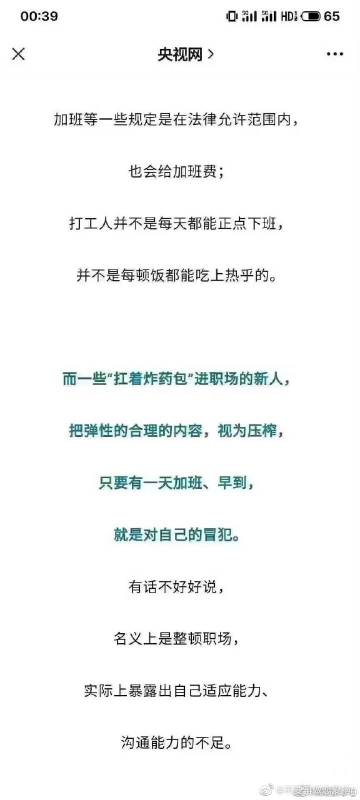 00:39
HD 65
央视网
加班等一些规定是在法律允许范围内，
也会给加班费；
打工人并不是每天都能正点下班，
并不是每顿饭都能吃上热乎的。
而一些“扛着炸药包”进职场的新人，
把弹性的合理的内容，视为压榨，
只要有一天加班、早到，
就是对自己的冒犯。
有话不好好说，
名义上是整顿职场，
实际上暴露出自己适应能力、
沟通能力的不足。